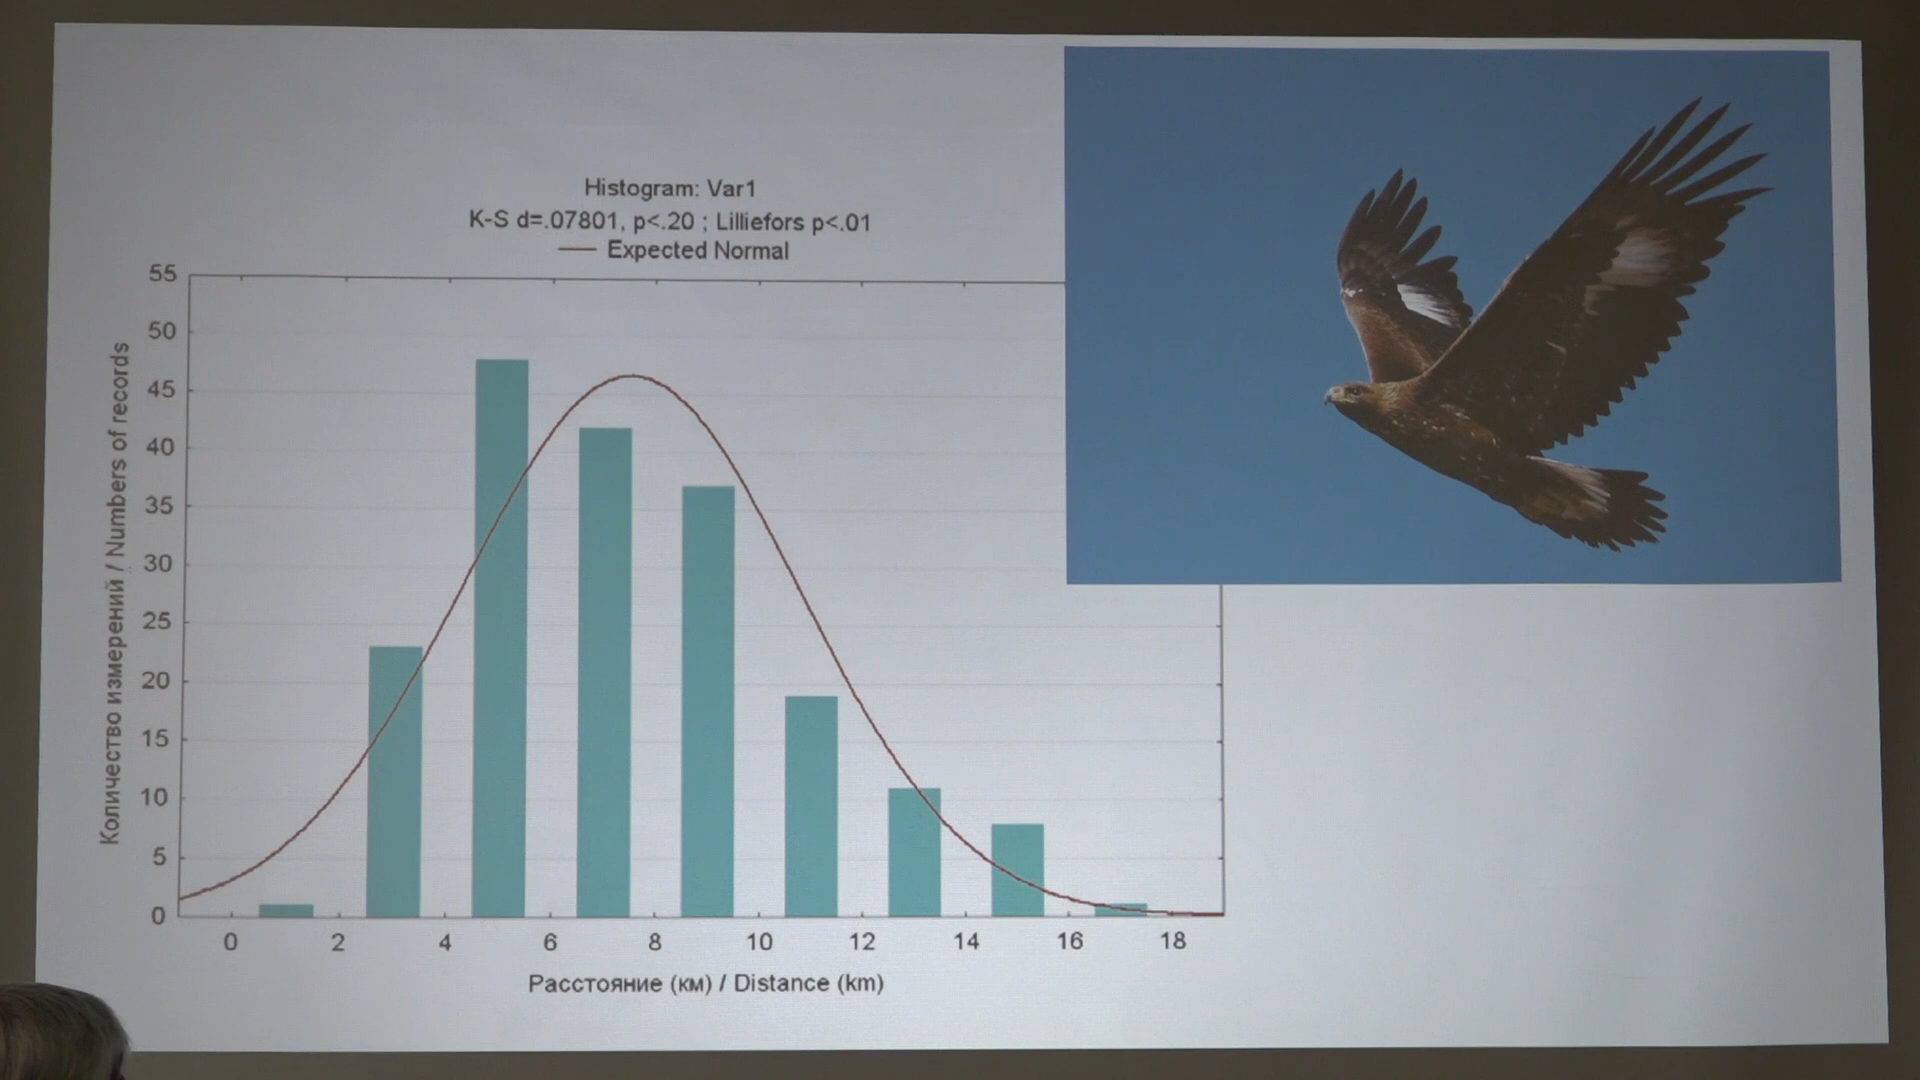 Histogram: Var1
K-S d=.07801, p<.20 ; Lilliefors p<.01
Expected Normal
Количество измерений / Numbers of records
55
50
45
40
35
30
25
20
15
10
5
0
0 2 4 6 8 10 12 14 16 18
Расстояние (км) / Distance (km)